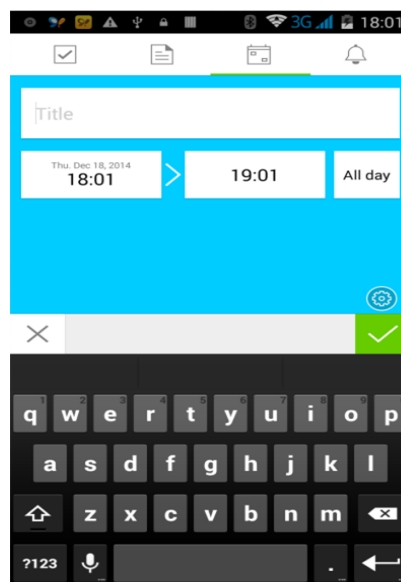 3G 18:01
Title
Thu. Dec 18, 2014
18:01 19:01 All day
1 2 3 4 5 6 7 8 9
q w e r t y u i o p
a s d f g h j k l
z x c v b n m
?123 .